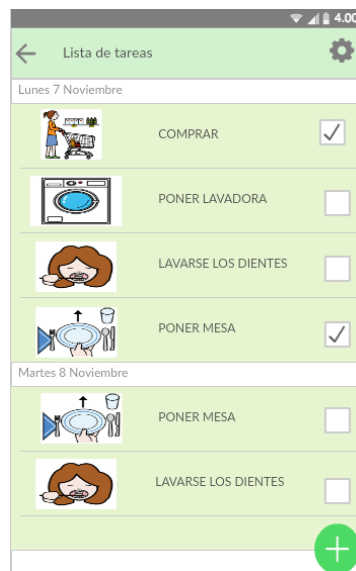 4.00
Lista de tareas
Lunes 7 Noviembre
COMPRAR
PONER LAVADORA
LAVARSE LOS DIENTES
PONER MESA
Martes 8 Noviembre
PONER MESA
LAVARSE LOS DIENTES